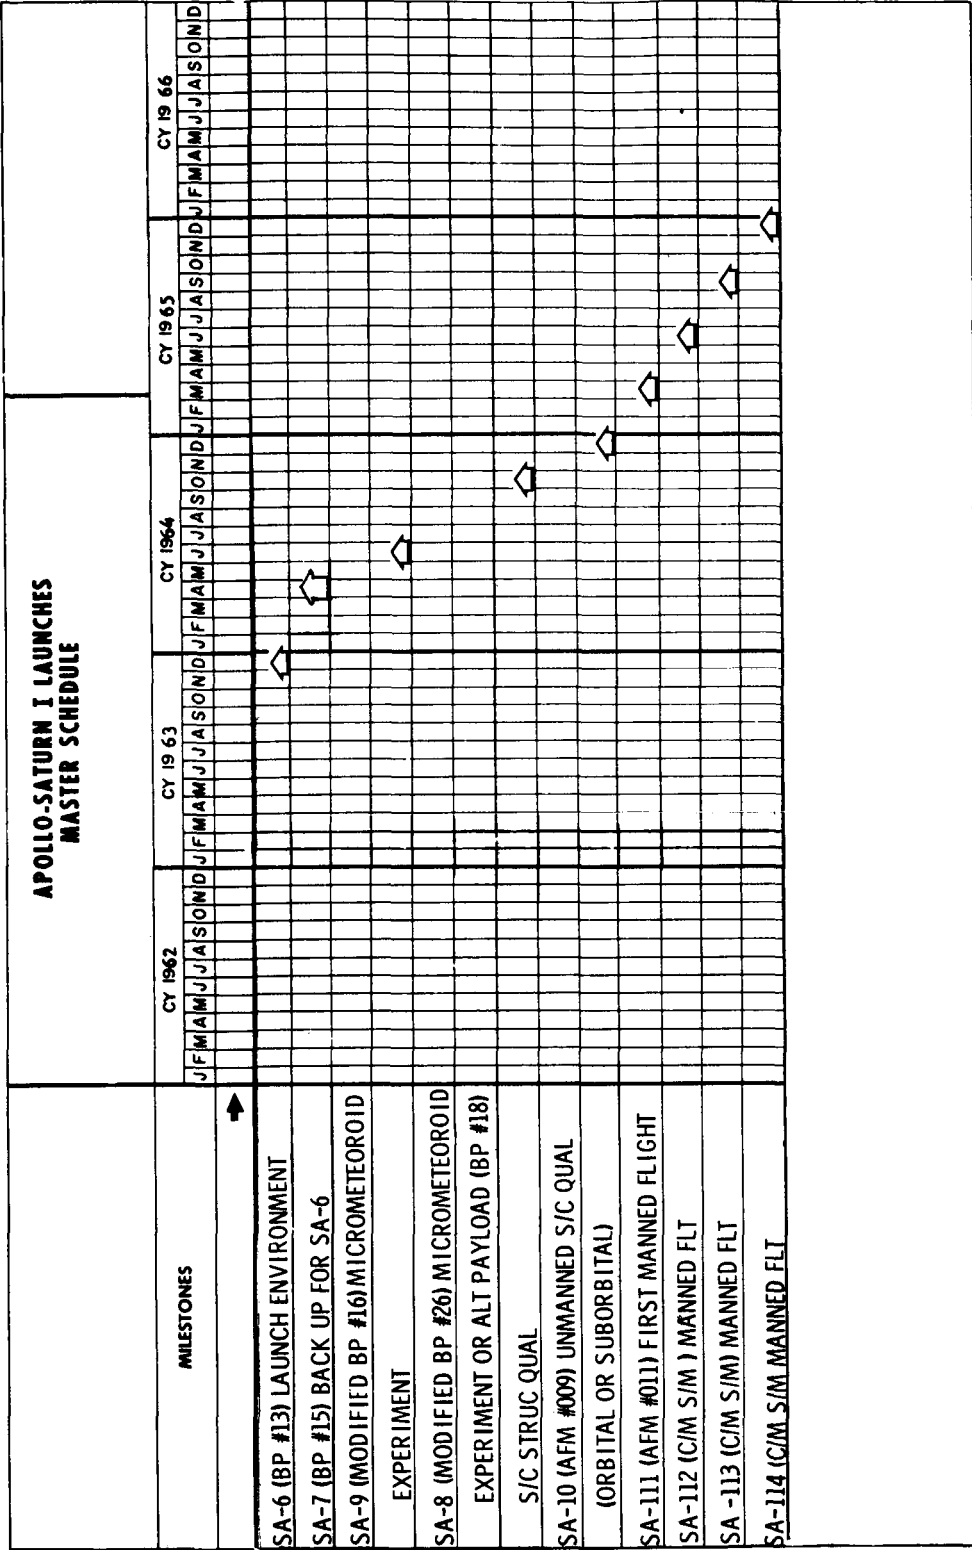 APOLLO-SATURN I LAUNCHES
MASTER SCHEDULE
MILESTONES
CY 1962
CY 19 63
CY 1964
CY 19 65
CY 19 66
J F M A M J J A S O N D J F M A M J J A S O N D J F M A M J J A S O N D J F M A M J J A S O N D J F M A M J J A S O N D
SA-6 (BP #13) LAUNCH ENVIRONMENT
SA-7 (BP #15) BACK UP FOR SA-6
SA-9 (MODIFIED BP #16) MICROMETEOROID
EXPERIMENT
SA-8 (MODIFIED BP #26) MICROMETEOROID
EXPERIMENT OR ALT PAYLOAD (BP #18)
S/C STRUC QUAL
SA-10 (AFM #009) UNMANNED S/C QUAL
(ORBITAL OR SUBORBITAL)
SA-111 (AFM #011) FIRST MANNED FLIGHT
SA-112 (C/M S/M ) MANNED FLT
SA -113 (C/M S/M) MANNED FLT
SA-114 (C/M S/M MANNED FLT